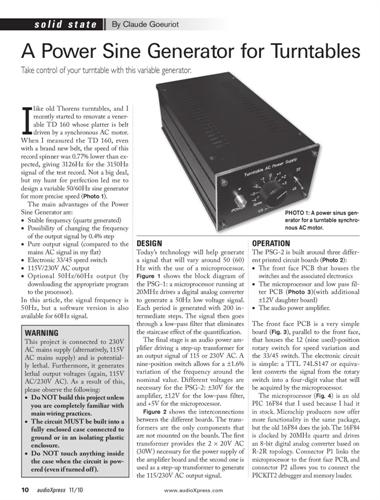 solid state By Claude Goeuriot
A Power Sine Generator for Turntables
Take control of your turntable with this variable generator.
I like old Thorens turntables, and I
recently started to renovate a vener-
able TD 160 whose platter is belt
driven by a synchronous AC motor.
When I measured the TD 160, even
with a brand new belt, the speed of this
record spinner was 0.77% lower than ex-
pected, giving 3126Hz for the 3150Hz
signal of the test record. Not a big deal,
but my hunt for perfection led me to
design a variable 50/60Hz sine generator
for more precise speed (Photo 1).
The main advantages of the Power
Sine Generator are:
• Stable frequency (quartz generated)
• Possibility of changing the frequency
of the output signal by 0.4% step
• Pure output signal (compared to the
mains AC signal in my flat)
• Electronic 33/45 speed switch
• 115V/230V AC output
• Optional 50Hz/60Hz output (by
downloading the appropriate program
to the processor).
In this article, the signal frequency is
50Hz, but a software version is also
available for 60Hz signal.
WARNING
This project is connected to 230V
AC mains (alternatively, 115V
AC mains supply) and is potential-
ly lethal. Furthermore, it generates
lethal output voltages (again, 115V
AC/230V AC). As a result of this,
please observe the following:
• Do NOT build this project unless
you are completely familiar with
main wiring practices.
• The circuit MUST be built into a
fully enclosed case connected to
ground or in an isolating plastic
enclosure.
• Do NOT touch anything inside
the case when the circuit is pow-
ered (even if turned off).
Turntable AC Power Supply
PHOTO 1: A power sinus gen-
erator for a turntable synchro-
nous AC motor.
DESIGN
Today's technology will help generate
a signal that will vary around 50 (60)
Hz with the use of a microprocessor.
Figure 1 shows the block diagram of
the PSG-1: a microprocessor running at
20MHz drives a digital analog converter
to generate a 50Hz low voltage signal.
Each period is generated with 200 in-
termediate steps. The signal then goes
through a low-pass filter that eliminates
the staircase effect of the quantification.
The final stage is an audio power am-
plifier driving a step-up transformer for
an output signal of 115 or 230V AC. A
nine-position switch allows for a ±1.6%
variation of the frequency around the
nominal value. Different voltages are
necessary for the PSG-2: ±30V for the
amplifier, ±12V for the low-pass filter,
and +5V for the microprocessor.
Figure 2 shows the interconnections
between the different boards. The trans-
formers are the only components that
are not mounted on the boards. The first
transformer provides the 2 × 20V AC
(30W) necessary for the power supply of
the amplifier board and the second one is
used as a step-up transformer to generate
the 115/230V AC output signal.
OPERATION
The PSG-2 is built around three differ-
ent printed circuit boards (Photo 2):
• The front face PCB that houses the
switches and the associated electronics
• The microprocessor and low pass fil-
ter PCB (Photo 3)(with additional
±12V daughter board)
• The audio power amplifier.
The front face PCB is a very simple
board (Fig. 3), parallel to the front face,
that houses the 12 (nine used)-position
rotary switch for speed variation and
the 33/45 switch. The electronic circuit
is simple: a TTL 74LS147 or equiva-
lent converts the signal from the rotary
switch into a four-digit value that will
be acquired by the microprocessor.
The microprocessor (Fig. 4) is an old
PIC 16F84 that I used because I had it
in stock. Microchip producers now offer
more functionality in the same package,
but the old 16F84 does the job. The 16F84
is clocked by 20MHz quartz and drives
an 8-bit digital analog converter based on
R-2R topology. Connector P1 links the
microprocessor to the front face PCB, and
connector P2 allows you to connect the
PICKIT2 debugger and memory loader.
10 audioXpress 11/10 www.audioXpress.com